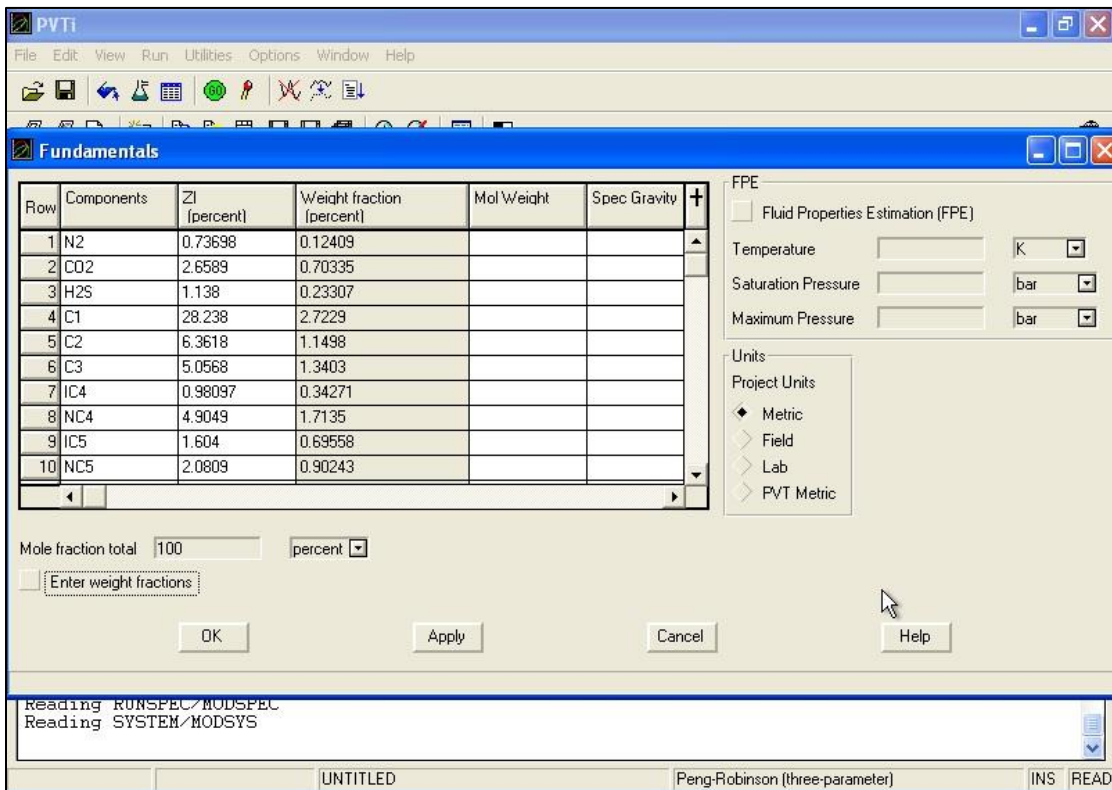 PVTi
File Edit View Run Utilities Options Window Help
GO
Fundamentals
Row Components ZI (percent) Weight fraction (percent) Mol Weight Spec Gravity +
1 N2 0.73698 0.12409
2 CO2 2.6589 0.70335
3 H2S 1.138 0.23307
4 C1 28.238 2.7229
5 C2 6.3618 1.1498
6 C3 5.0568 1.3403
7 IC4 0.98097 0.34271
8 NC4 4.9049 1.7135
9 IC5 1.604 0.69558
10 NC5 2.0809 0.90243
FPE
Fluid Properties Estimation (FPE)
Temperature K
Saturation Pressure bar
Maximum Pressure bar
Units
Project Units
Metric
Field
Lab
PVT Metric
Mole fraction total 100 percent
Enter weight fractions
OK Apply Cancel Help
Reading RUNSPEC/MODSPEC
Reading SYSTEM/MODSYS
UNTITLED Peng-Robinson (three-parameter) INS READ